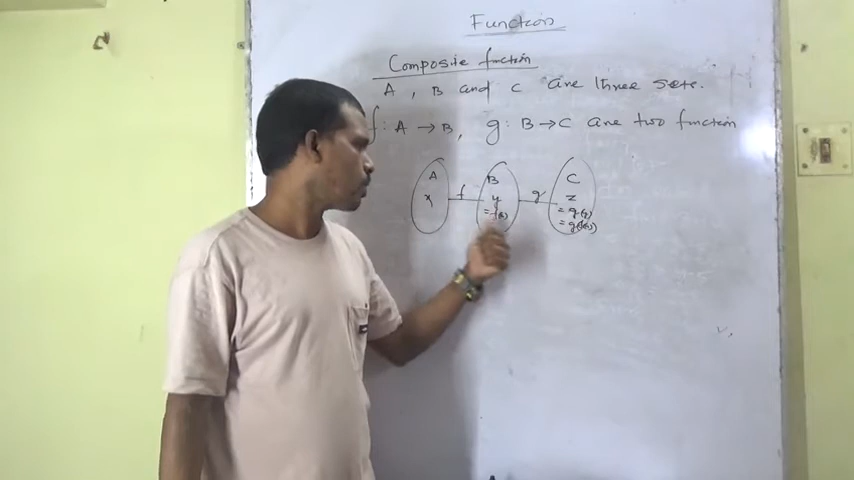 Function
Composite function
A, B and C are three sets.
f: A → B, g: B → C are two function
A B C
x f y g z
= f(x) = g(y)
= g(f(x))